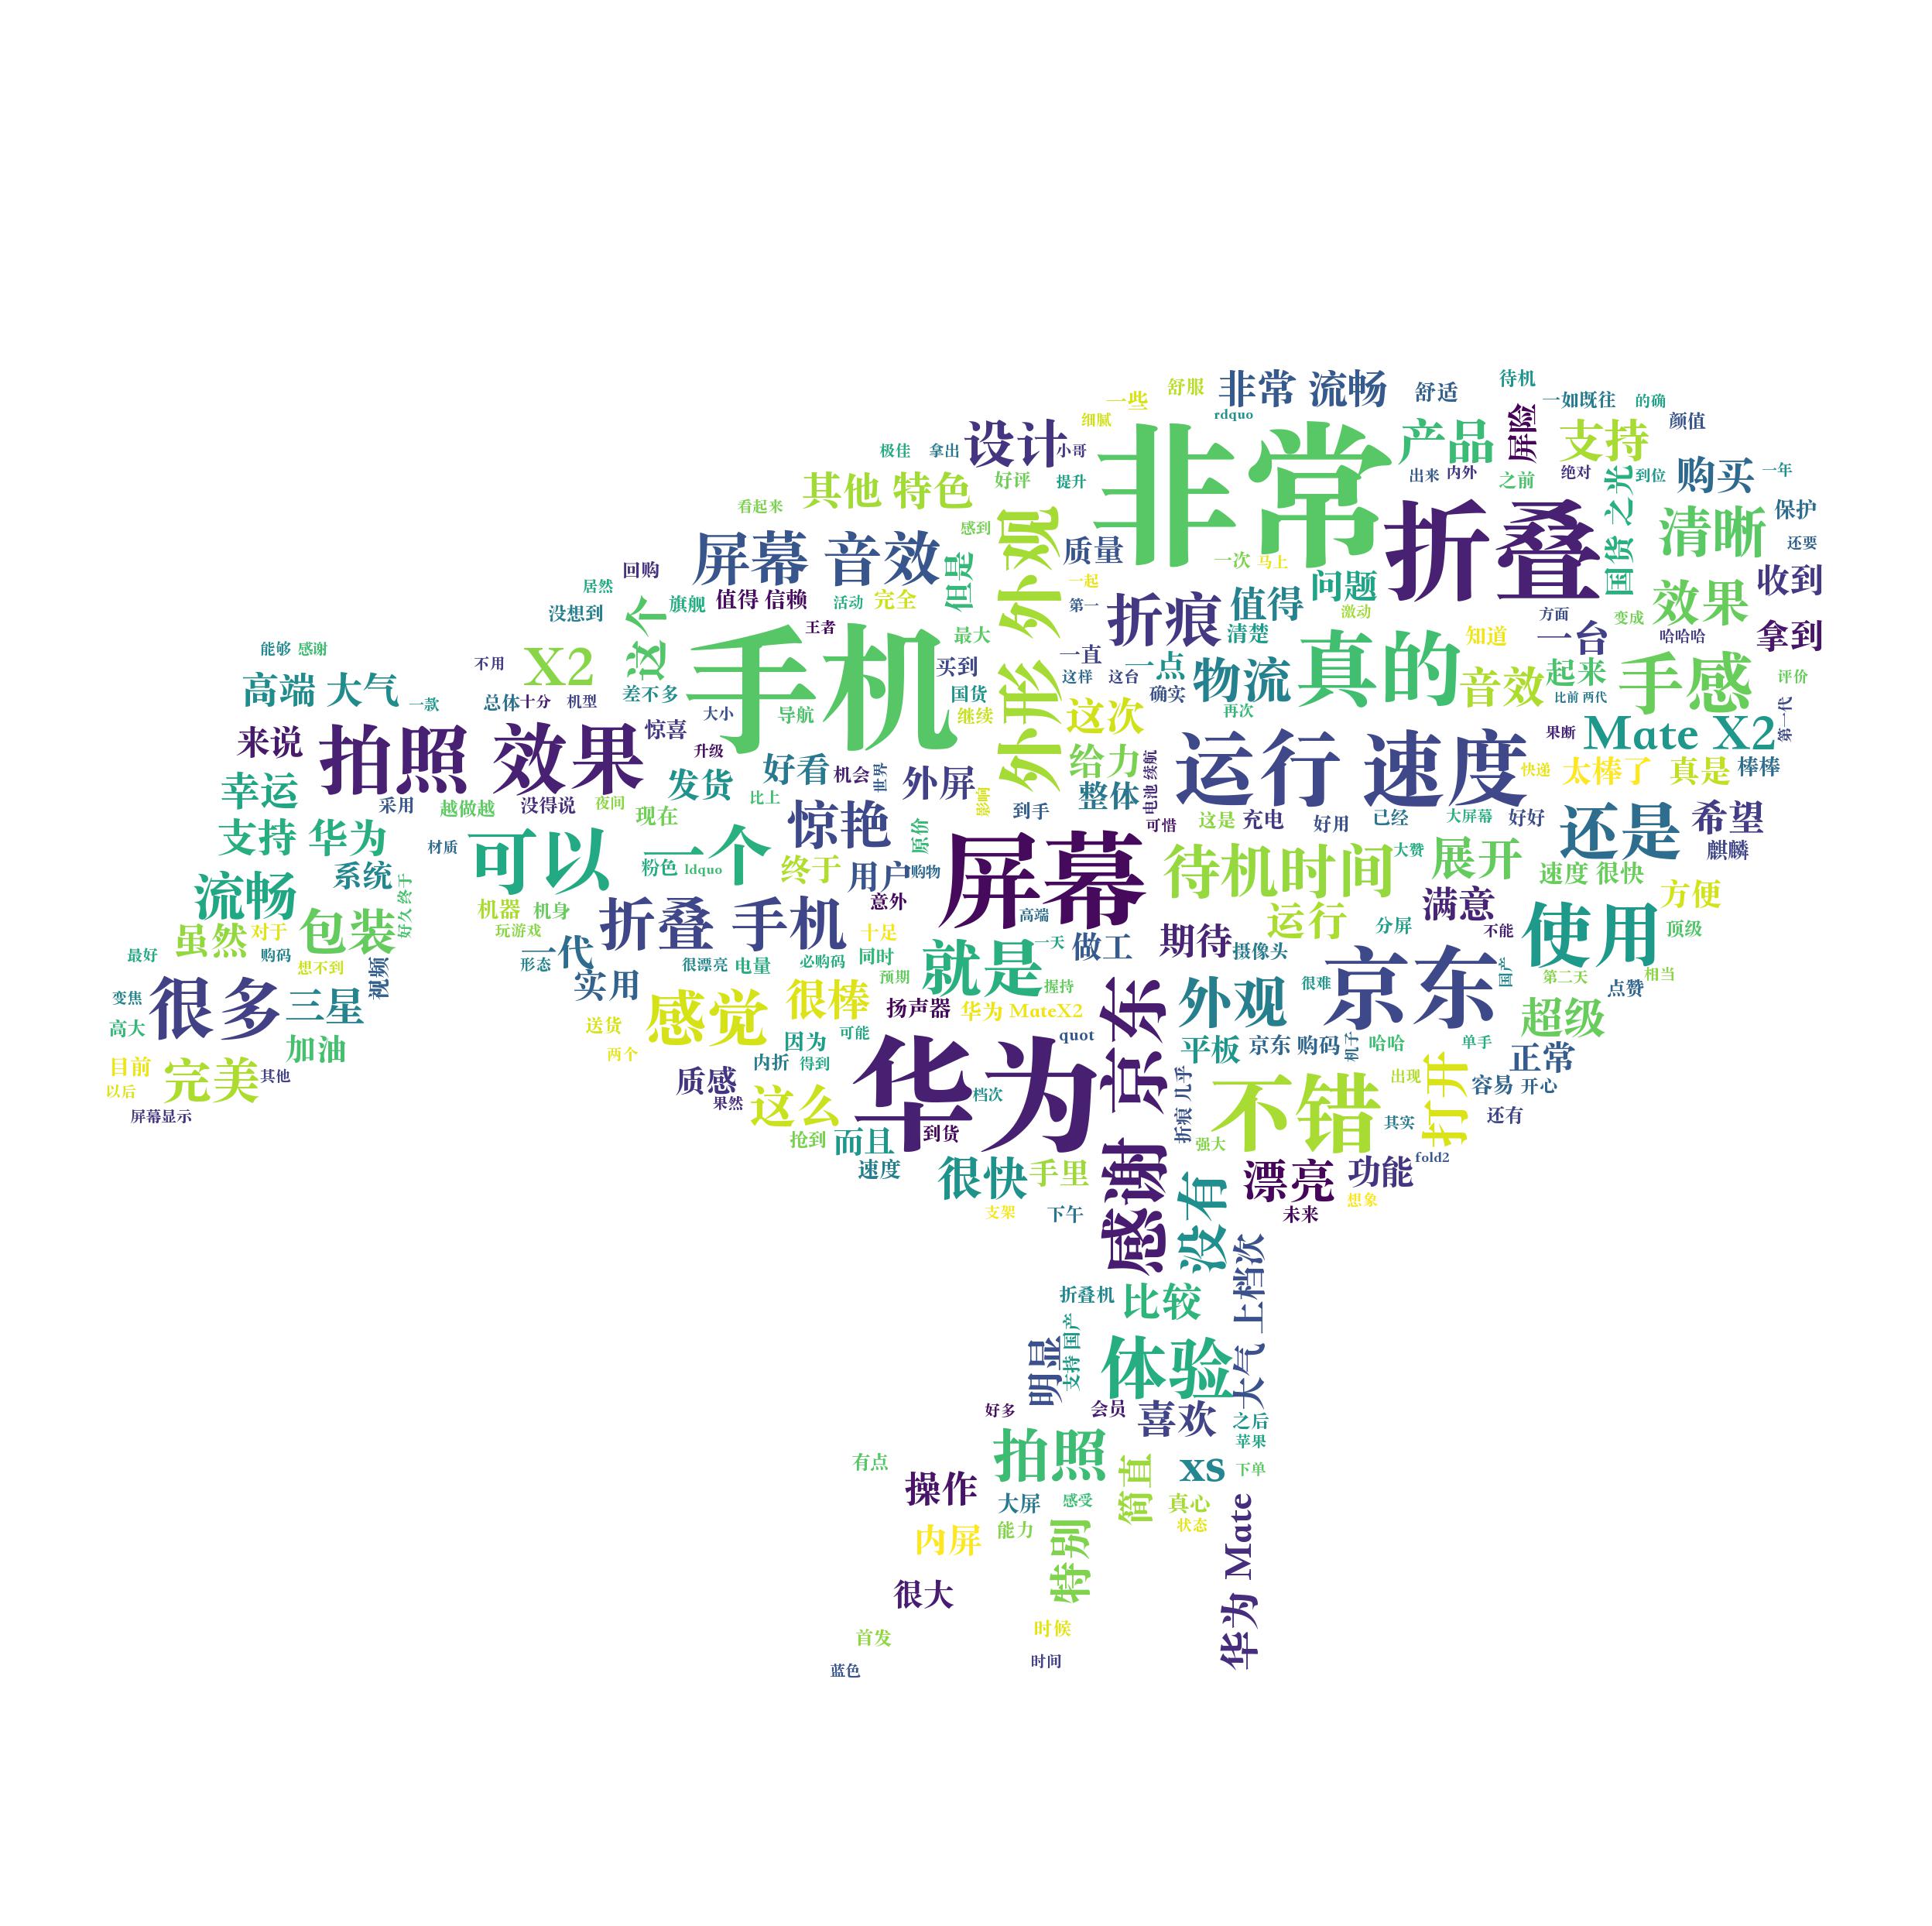 待机
非常 流畅
舒适
舒服
一些
一如既往
的确
rdquo
颜值
细腻
屏险
支持
产品
非常
设计
小哥
极佳
拿出
出来
内外
之前
绝对
到位
购买
一年
其他 特色
好评
提升
国货 之光
看起来
折叠
清晰
保护
感到
外形 外观
还要
屏幕 音效
质量
一次
马上
回购
但是
收到
居然
一起
问题
值得
效果
没想到
这个
旗舰
值得 信赖
活动
完全
第一
折痕
激动
方面
变成
王者
手机
最大
清楚
真的
知道
一台
哈哈哈
拿到
能够
感谢
不用
X2
买到
一直
一点
物流
音效
起来
手感
评价
高端 大气
一款
总体
十分
机型
差不多
国货
这样
这台
确实
比前 两代
大小
导航
继续
这次
再次
第一代
来说
拍照 效果
惊喜
运行 速度
果断
Mate X2
升级
好看
机会
世界
外屏
给力
电池 续航
快递
太棒了
真是
棒棒
幸运
采用
越做越
没得说
夜间
发货
比上
影响
整体
现在
惊艳
到手
可惜
这是
充电
好用
已经
大屏幕
好好
还是
希望
支持 华为
材质
可以
一个
原价
屏幕
待机时间
大赞
展开
麒麟
系统
粉色
ldquo
终于
用户
购物
速度 很快
流畅
好久 终于
方便
机器
机身
折叠 手机
意外
高端
运行
分屏
满意
使用
包装
虽然
对于
玩游戏
十足
期待
不能
顶级
最好
购码
一代
就是
一天
做工
摄像头
想不到
形态
很漂亮
电量
必购码
同时
京东
国产
第二天
相当
视频
实用
预期
握持
外观
很难
点赞
变焦
很多
三星
感觉
很棒
扬声器
华为 MateX2
感谢 京东
超级
高大
送货
因为
可能
quot
平板
京东 购码
机子
哈哈
单手
加油
两个
内折
得到
华为
正常
目前
完美
其他
质感
折痕 几乎
不错
出现
打开
容易
开心
以后
果然
这么
档次
屏幕显示
抢到
而且
到货
强大
其实
还有
速度
很快
手里
没有
漂亮
功能
fold2
支架
下午
未来
想象
大气 上档次
折叠机
比较
明显
支持 国产
体验
好多
会员
喜欢
之后
苹果
有点
拍照
简直
xs
下单
操作
大屏
感受
真心
华为 Mate
内屏
能力
特别
状态
很大
首发
时候
蓝色
时间